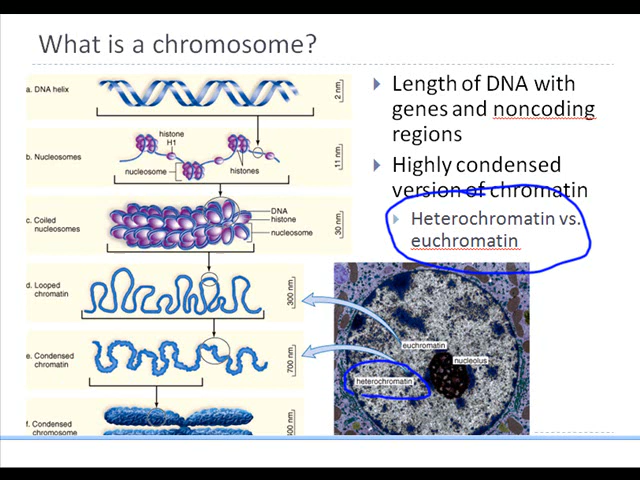 What is a chromosome?
a. DNA helix
2 nm
b. Nucleosomes
histone
H1
nucleosome
histones
11 nm
c. Coiled
nucleosomes
DNA
histone
nucleosome
30 nm
d. Looped
chromatin
300 nm
e. Condensed
chromatin
700 nm
f. Condensed
chromosome
Length of DNA with
genes and noncoding
regions
Highly condensed
version of chromatin
Heterochromatin vs.
euchromatin
euchromatin
nucleolus
heterochromatin